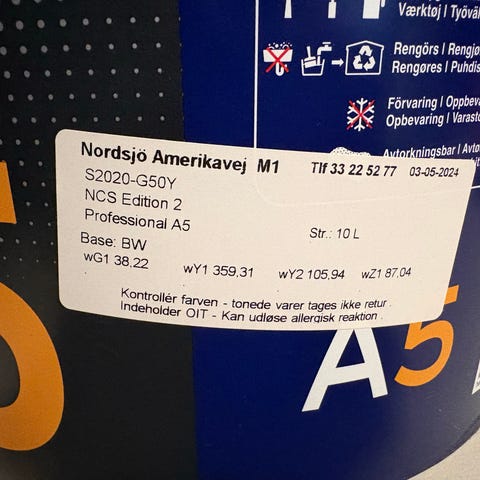 Værktøj | Työväl
Rengörs | Rengjø
Rengøres | Puhdis
Förvaring | Oppbev
Opbevaring | Varasto
Avtorkningsbar | Avtø
Nordsjö Amerikavej M1 Tlf 33 22 52 77 03-05-2024
S2020-G50Y
NCS Edition 2
Professional A5
Str.: 10 L
Base: BW
wG1 38,22 wY1 359,31 wY2 105,94 wZ1 87,04
Kontrollér farven - tonede varer tages ikke retur.
Indeholder OIT - Kan udløse allergisk reaktion.
A5
5